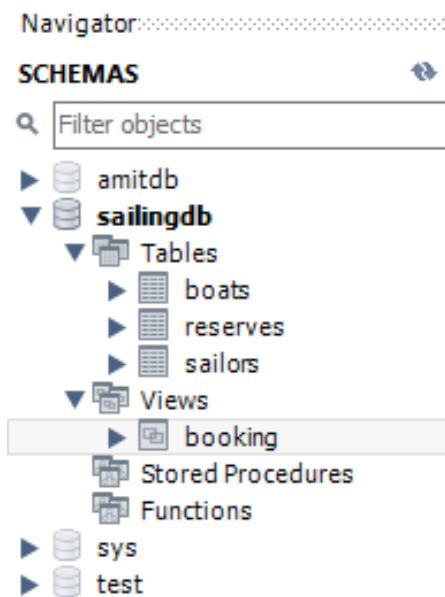 Navigator
SCHEMAS
Filter objects
amitdb
sailingdb
Tables
boats
reserves
sailors
Views
booking
Stored Procedures
Functions
sys
test